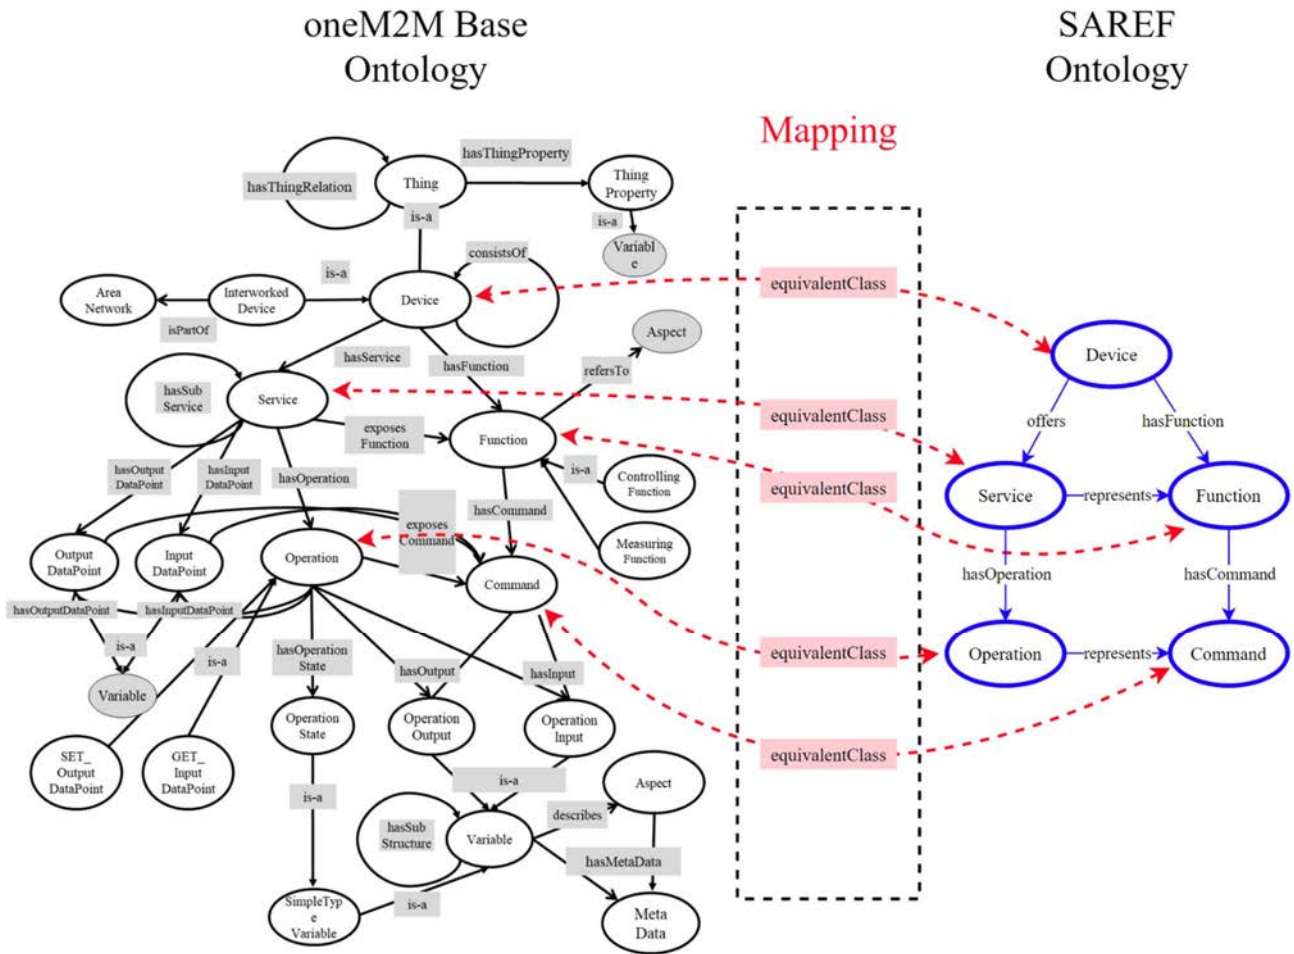 oneM2M Base
Ontology
SAREF
Ontology
Mapping
hasThingProperty
hasThingRelation
Thing
Thing
Property
is-a
is-a
Variabl
e
consistsOf
is-a
equivalentClass
Area
Network
Interworked
Device
Device
isPartOf
Aspect
hasService
hasFunction
refersTo
Device
hasSub
Service
Service
equivalentClass
offers
hasFunction
exposes
Function
Function
hasOutput
DataPoint
hasInput
DataPoint
hasOperation
is-a
Controlling
Function
equivalentClass
Service
represents
Function
hasCommand
exposes
Command
Output
DataPoint
Input
DataPoint
Operation
Measuring
Function
Command
hasOperation
hasCommand
hasOutputDataPoint
hasInputDataPoint
is-a
is-a
hasOperation
State
hasOutput
hasInput
equivalentClass
Operation
represents
Command
Variable
Operation
State
Operation
Output
Operation
Input
SET_
Output
DataPoint
GET_
Input
DataPoint
equivalentClass
is-a
is-a
Aspect
hasSub
Structure
Variable
describes
hasMetaData
is-a
SimpleTyp
e
Variable
Meta
Data